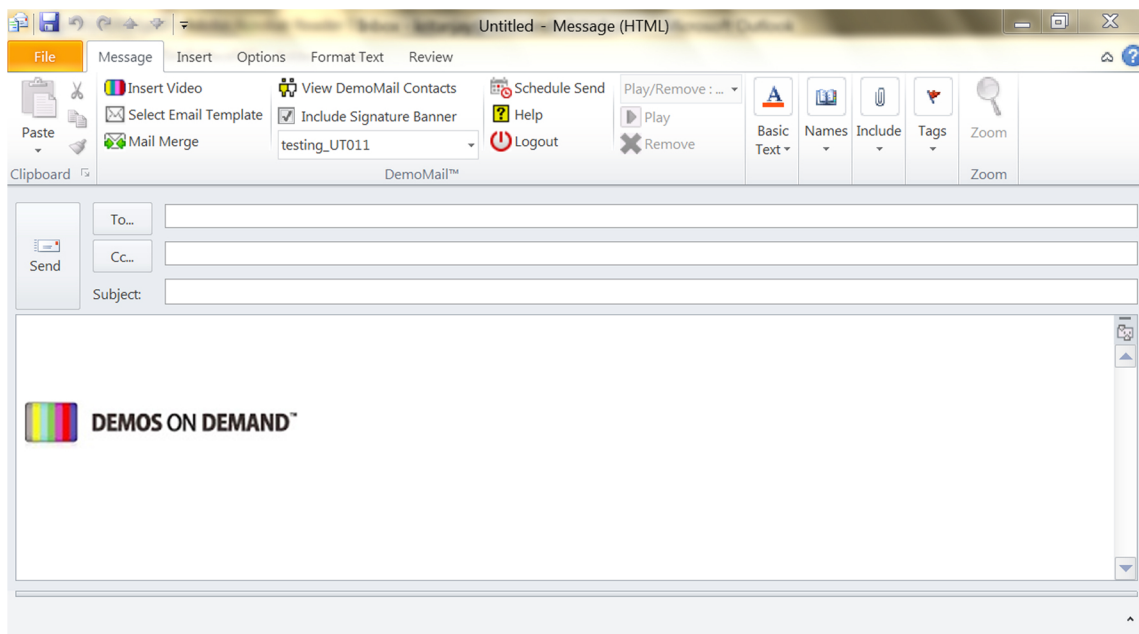 Untitled - Message (HTML)
File Message Insert Options Format Text Review
Paste
Clipboard
Insert Video
Select Email Template
Mail Merge
View DemoMail Contacts
Include Signature Banner
testing_UT011
Schedule Send
Help
Logout
DemoMail™
Play/Remove : ...
Play
Remove
Basic
Text
Names
Include
Tags
Zoom
Zoom
Send
To...
Cc...
Subject:
DEMOS ON DEMAND™